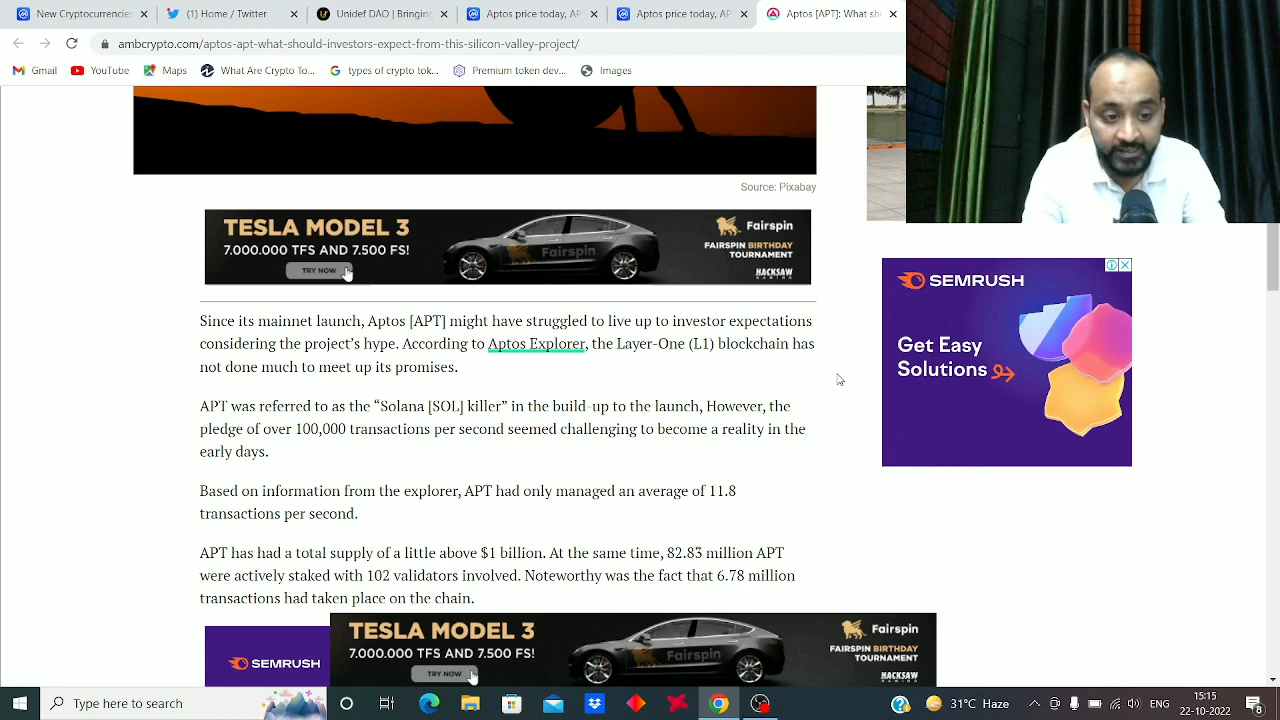 New Cryptocurrencies
(1) Twitter
Unifier DAO | Bringing
Aptos price today, AP
Aptos price today, AP
Aptos [APT]: What sh
ambcrypto.com/aptos-apt-what-should-investors-expect-from-this-silicon-valley-project/
Gmail
YouTube
Maps
What Are Crypto To...
types of crypto tok...
Premium token dev...
Images
Source: Pixabay
TESLA MODEL 3
7.000.000 TFS AND 7.500 FS!
TRY NOW
Fairspin
Fairspin
FAIRSPIN BIRTHDAY
TOURNAMENT
HACKSAW
GAMING
SEMRUSH
Get Easy
Solutions
Since its mainnet launch, Aptos [APT] might have struggled to live up to investor expectations
considering the project’s hype. According to Aptos Explorer, the Layer-One (L1) blockchain has
not done much to meet up its promises.
APT was referred to as the “Solana [SOL] killer” in the build-up to the launch, However, the
pledge of over 100,000 transactions per second seemed challenging to become a reality in the
early days.
Based on information from the explorer, APT had only managed an average of 11.8
transactions per second.
APT has had a total supply of a little above $1 billion. At the same time, 82.83 million APT
were actively staked with 102 validators involved. Noteworthy was the fact that 6.78 million
transactions had taken place on the chain.
SEMRUSH
TESLA MODEL 3
7.000.000 TFS AND 7.500 FS!
TRY NOW
Fairspin
Fairspin
FAIRSPIN BIRTHDAY
TOURNAMENT
HACKSAW
GAMING
Type here to search
31°C Haze
15:15
22-10-2022
8